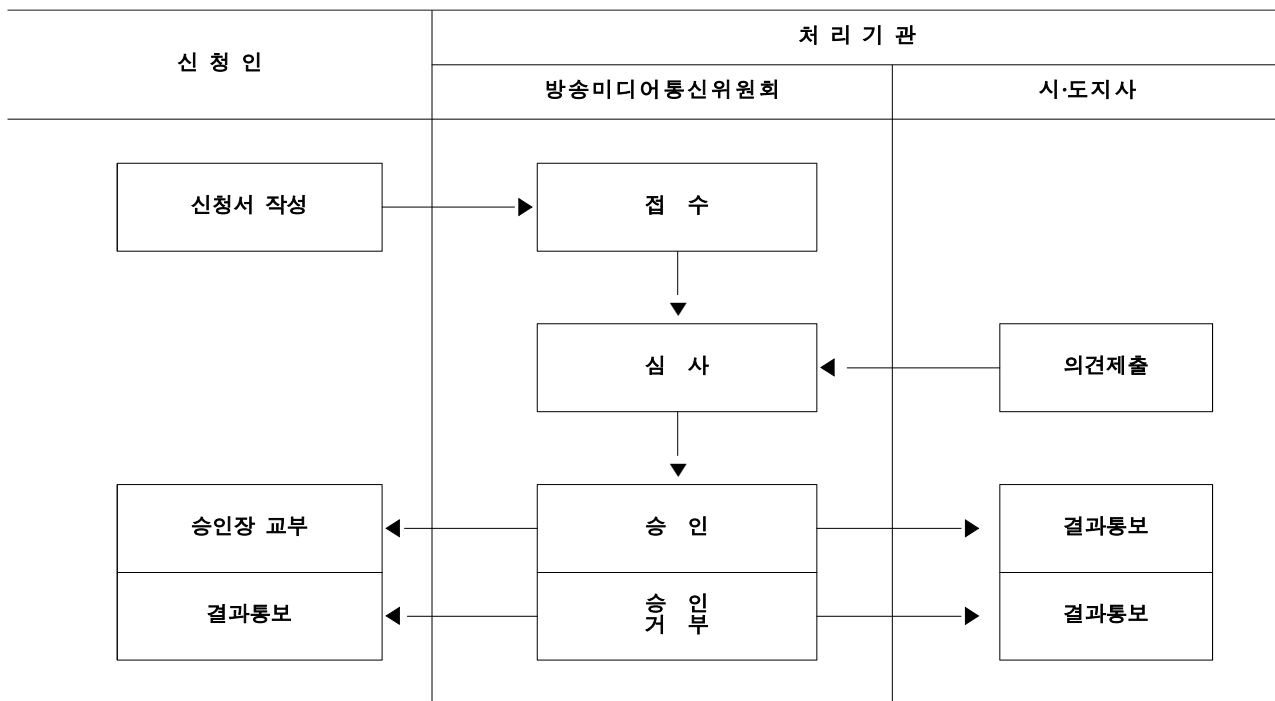 신 청 인
처 리 기 관
방송미디어통신위원회
시·도지사
신청서 작성
접 수
심 사
의견제출
승인장 교부
승 인
결과통보
결과통보
승 인
거 부
결과통보